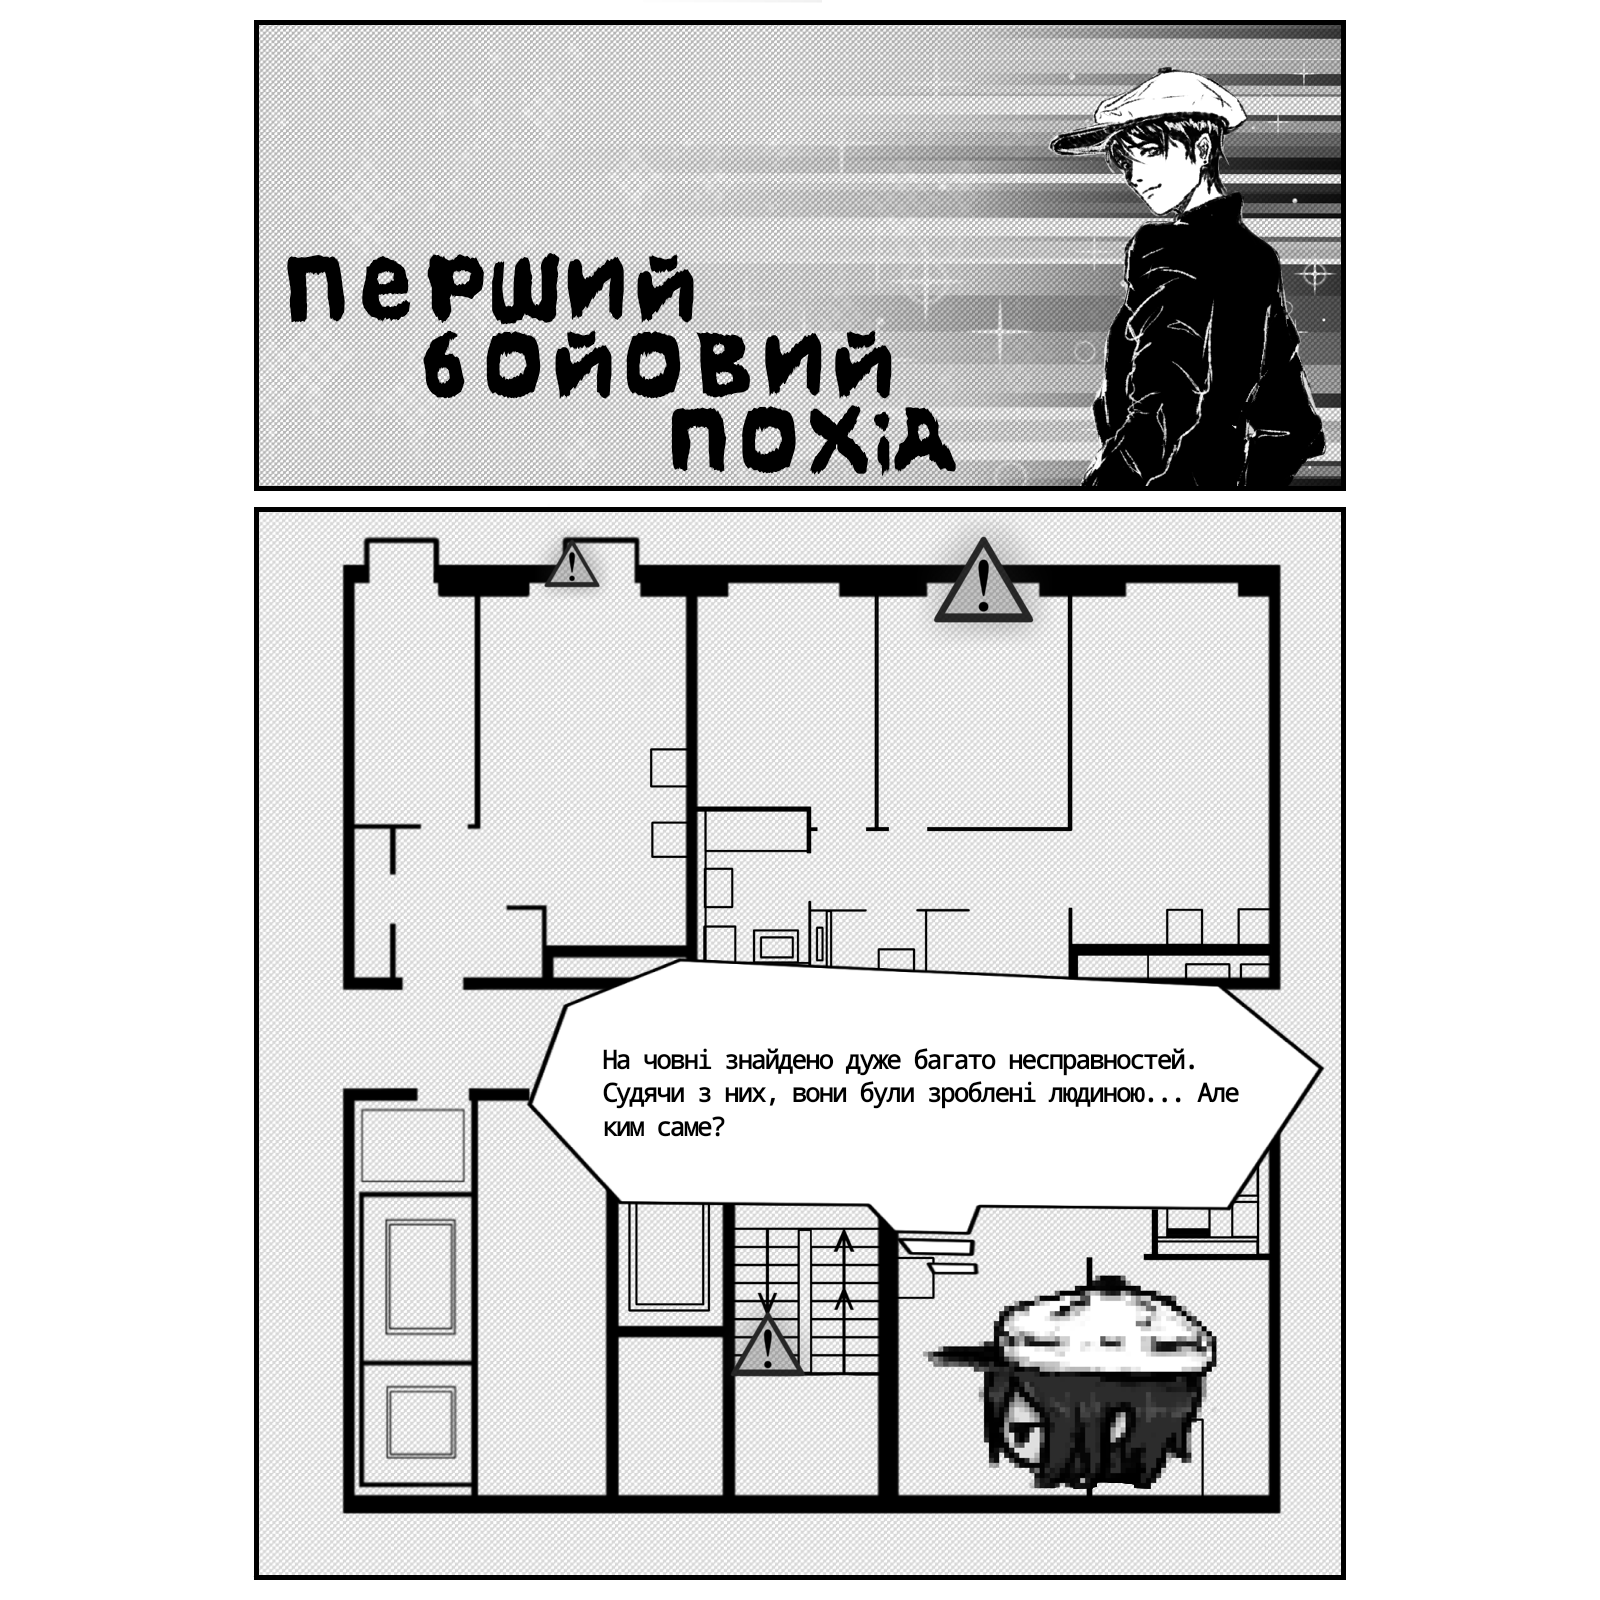 перший
бойовий
похід
!
!
На човні знайдено дуже багато несправностей.
Судячи з них, вони були зроблені людиною... Але
ким саме?
!